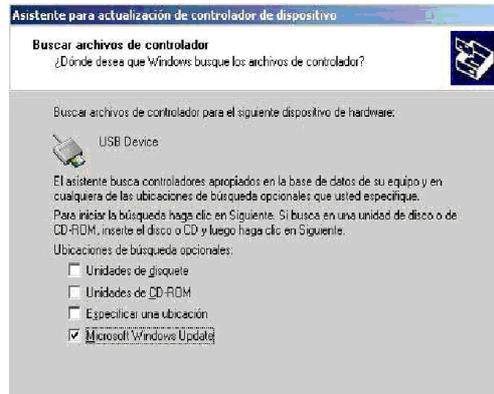 Asistente para actualización de controlador de dispositivo
Buscar archivos de controlador
¿Dónde desea que Windows busque los archivos de controlador?
Buscar archivos de controlador para el siguiente dispositivo de hardware:
USB Device
El asistente busca controladores apropiados en la base de datos de su equipo y en
cualquiera de las ubicaciones de búsqueda opcionales que usted especifique.
Para iniciar la búsqueda haga clic en Siguiente. Si busca en una unidad de disco o de
CD-ROM, inserte el disco o CD y luego haga clic en Siguiente.
Ubicaciones de búsqueda opcionales:
Unidades de disquete
Unidades de CD-ROM
Especificar una ubicación
Microsoft Windows Update